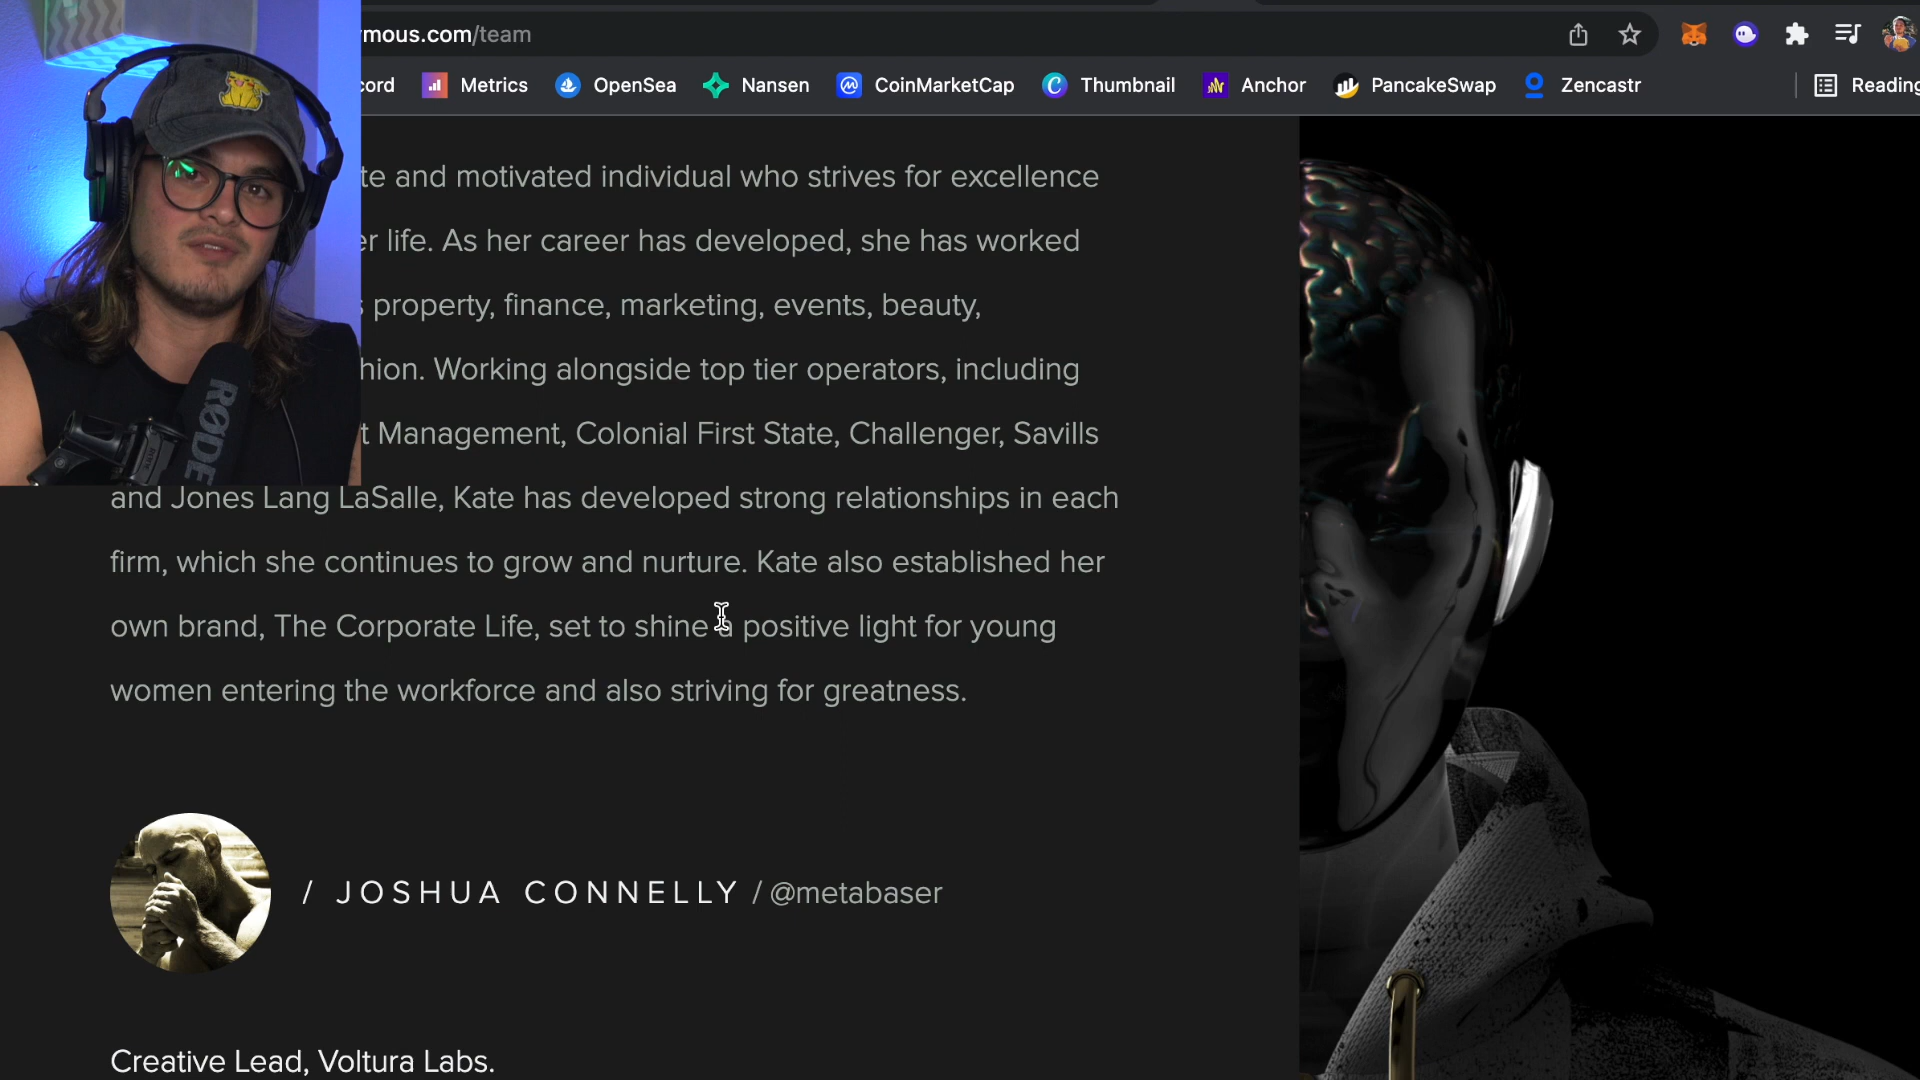 mous.com/team
cord Metrics OpenSea Nansen CoinMarketCap Thumbnail Anchor PancakeSwap Zencastr Reading
te and motivated individual who strives for excellence
er life. As her career has developed, she has worked
s property, finance, marketing, events, beauty,
hion. Working alongside top tier operators, including
t Management, Colonial First State, Challenger, Savills
and Jones Lang LaSalle, Kate has developed strong relationships in each
firm, which she continues to grow and nurture. Kate also established her
own brand, The Corporate Life, set to shine a positive light for young
women entering the workforce and also striving for greatness.
RØDE
/ JOSHUA CONNELLY / @metabaser
Creative Lead, Voltura Labs.